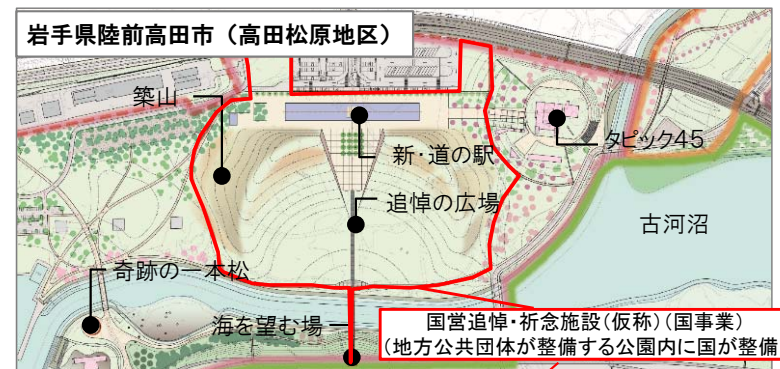 岩手県陸前高田市（高田松原地区）
築山
新・道の駅
タピック45
追悼の広場
古河沼
奇跡の一本松
海を望む場
国営追悼・祈念施設（仮称）（国事業）
（地方公共団体が整備する公園内に国が整備